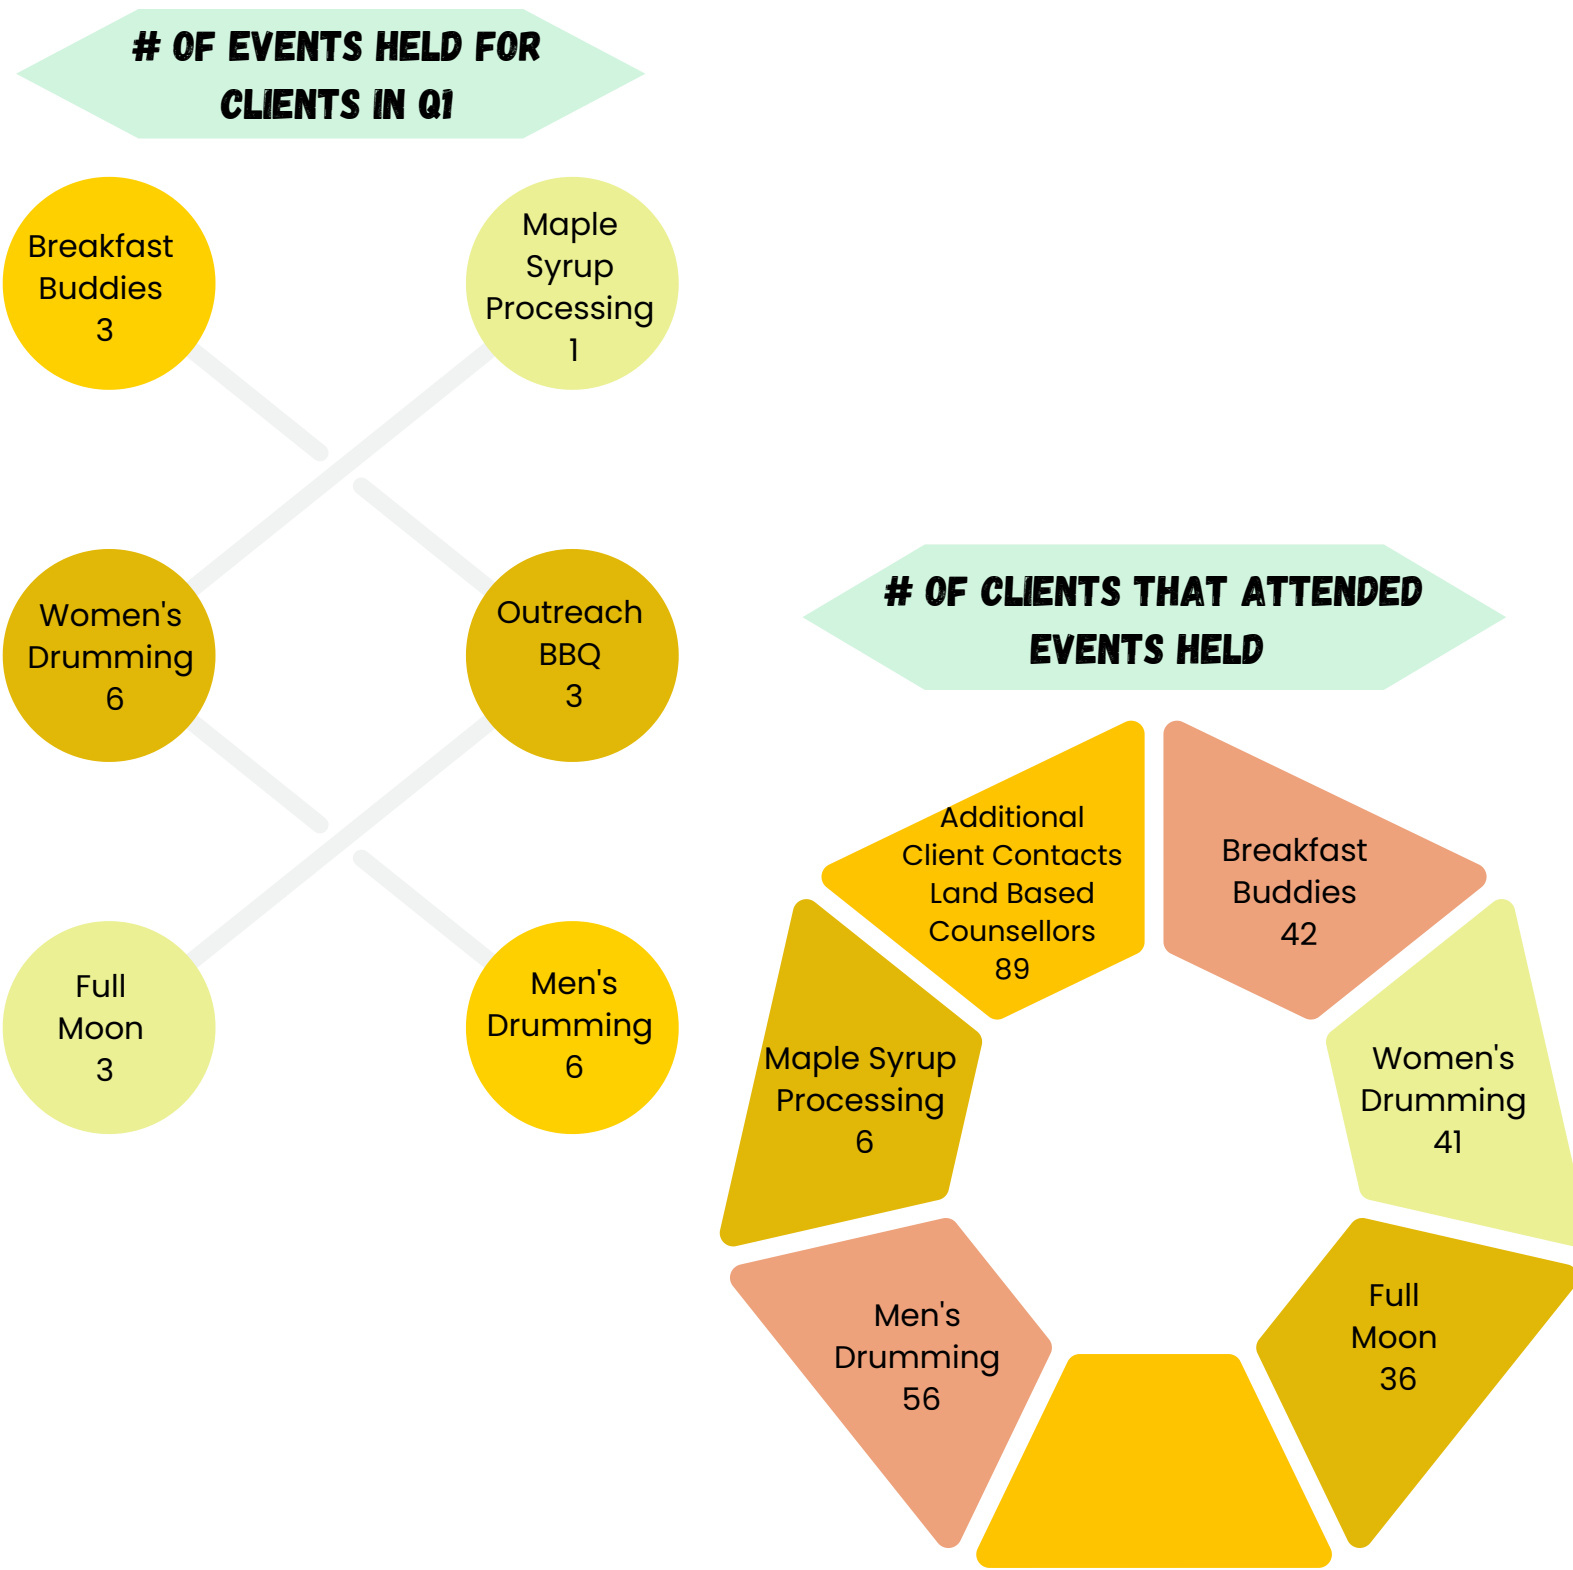 # OF EVENTS HELD FOR
CLIENTS IN Q1
Breakfast
Buddies
3
Maple
Syrup
Processing
1
Women's
Drumming
6
Outreach
BBQ
3
Full
Moon
3
Men's
Drumming
6
# OF CLIENTS THAT ATTENDED
EVENTS HELD
Additional
Client Contacts
Land Based
Counsellors
89
Breakfast
Buddies
42
Maple Syrup
Processing
6
Women's
Drumming
41
Men's
Drumming
56
Full
Moon
36